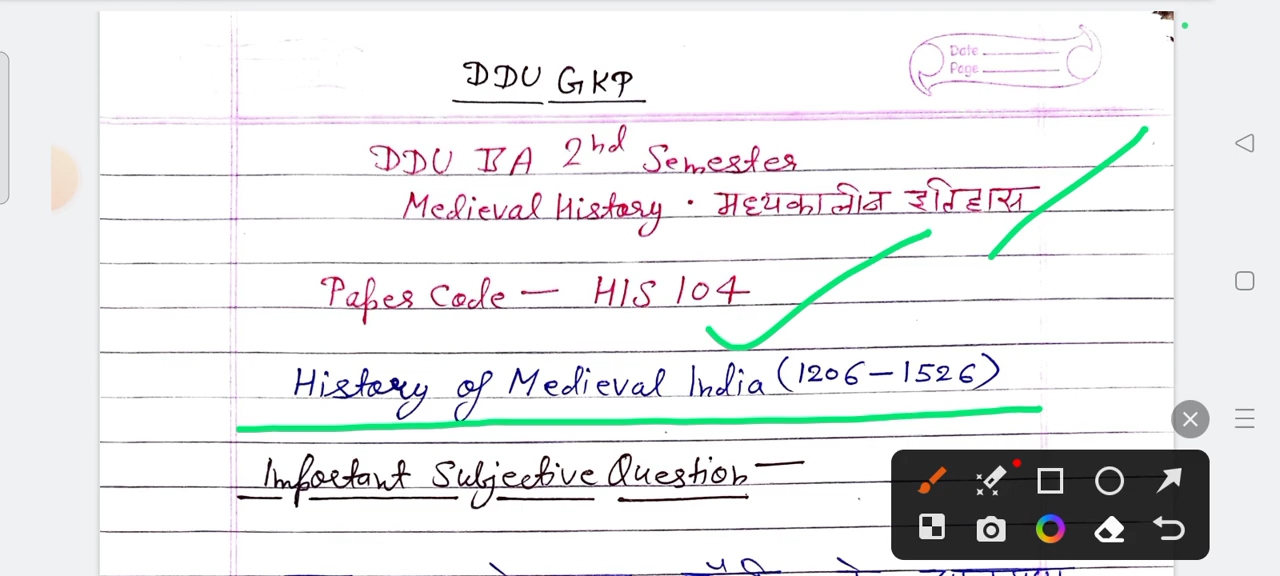 Date
Page
DDU GKP
DDU BA 2nd Semester
Medieval History · मध्यकालीन इतिहास
Paper Code — HIS 104
History of Medieval India (1206-1526)
Important Subjective Question —